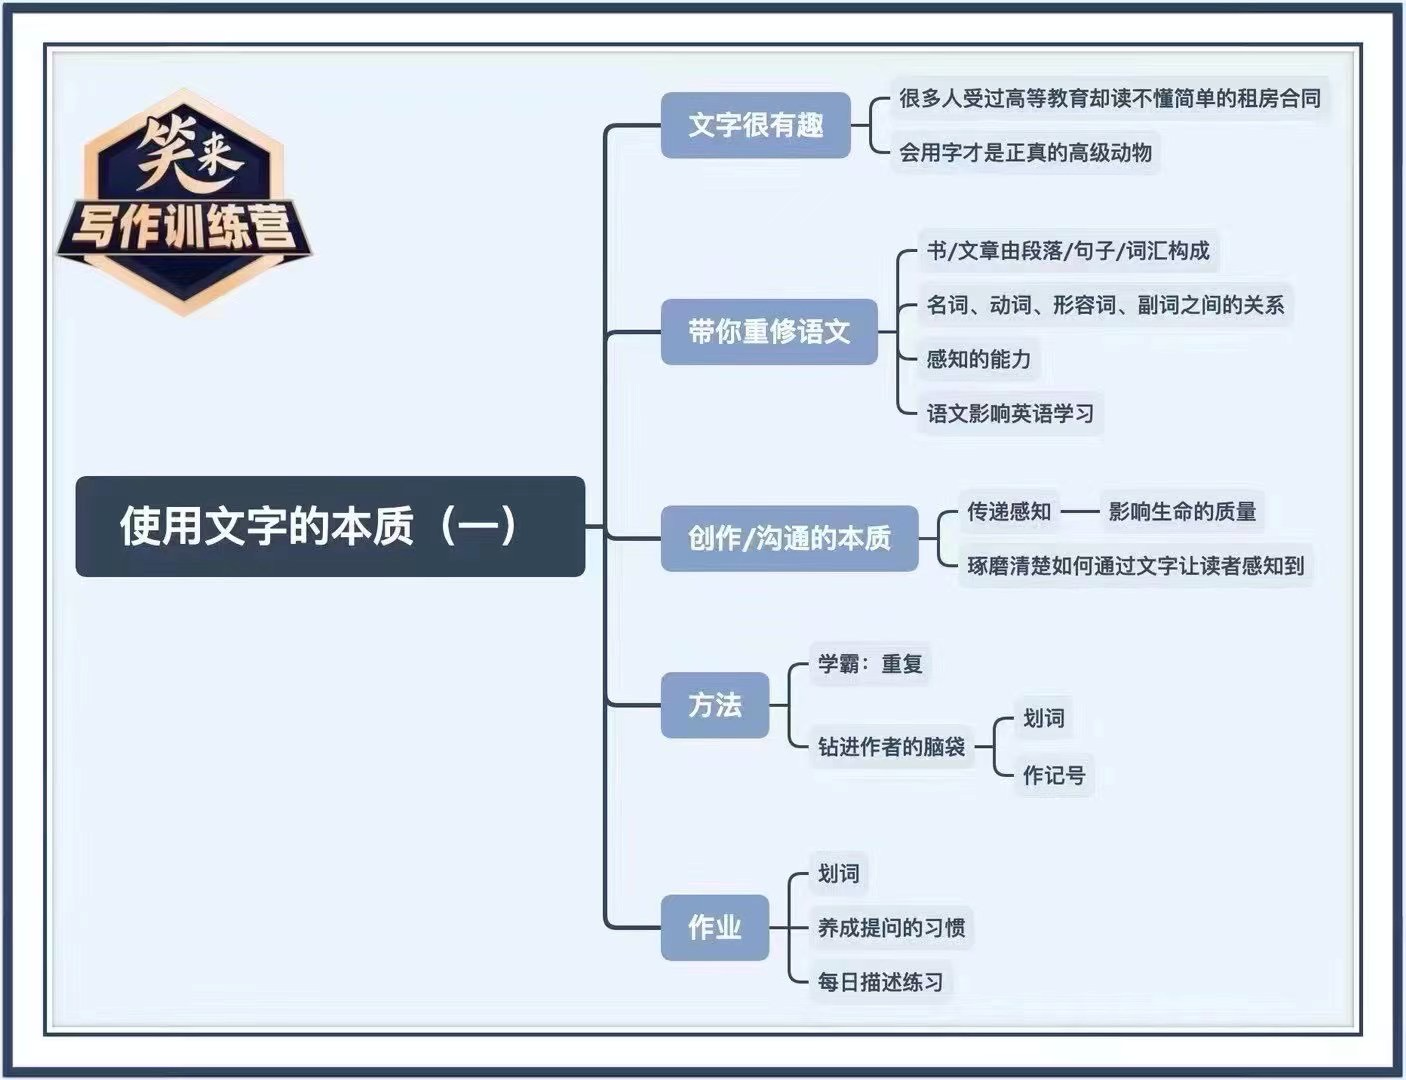 笑来
写作训练营
使用文字的本质（一）
文字很有趣
很多人受过高等教育却读不懂简单的租房合同
会用字才是正真的高级动物
带你重修语文
书/文章由段落/句子/词汇构成
名词、动词、形容词、副词之间的关系
感知的能力
语文影响英语学习
创作/沟通的本质
传递感知
影响生命的质量
琢磨清楚如何通过文字让读者感知到
方法
学霸：重复
钻进作者的脑袋
划词
作记号
作业
划词
养成提问的习惯
每日描述练习